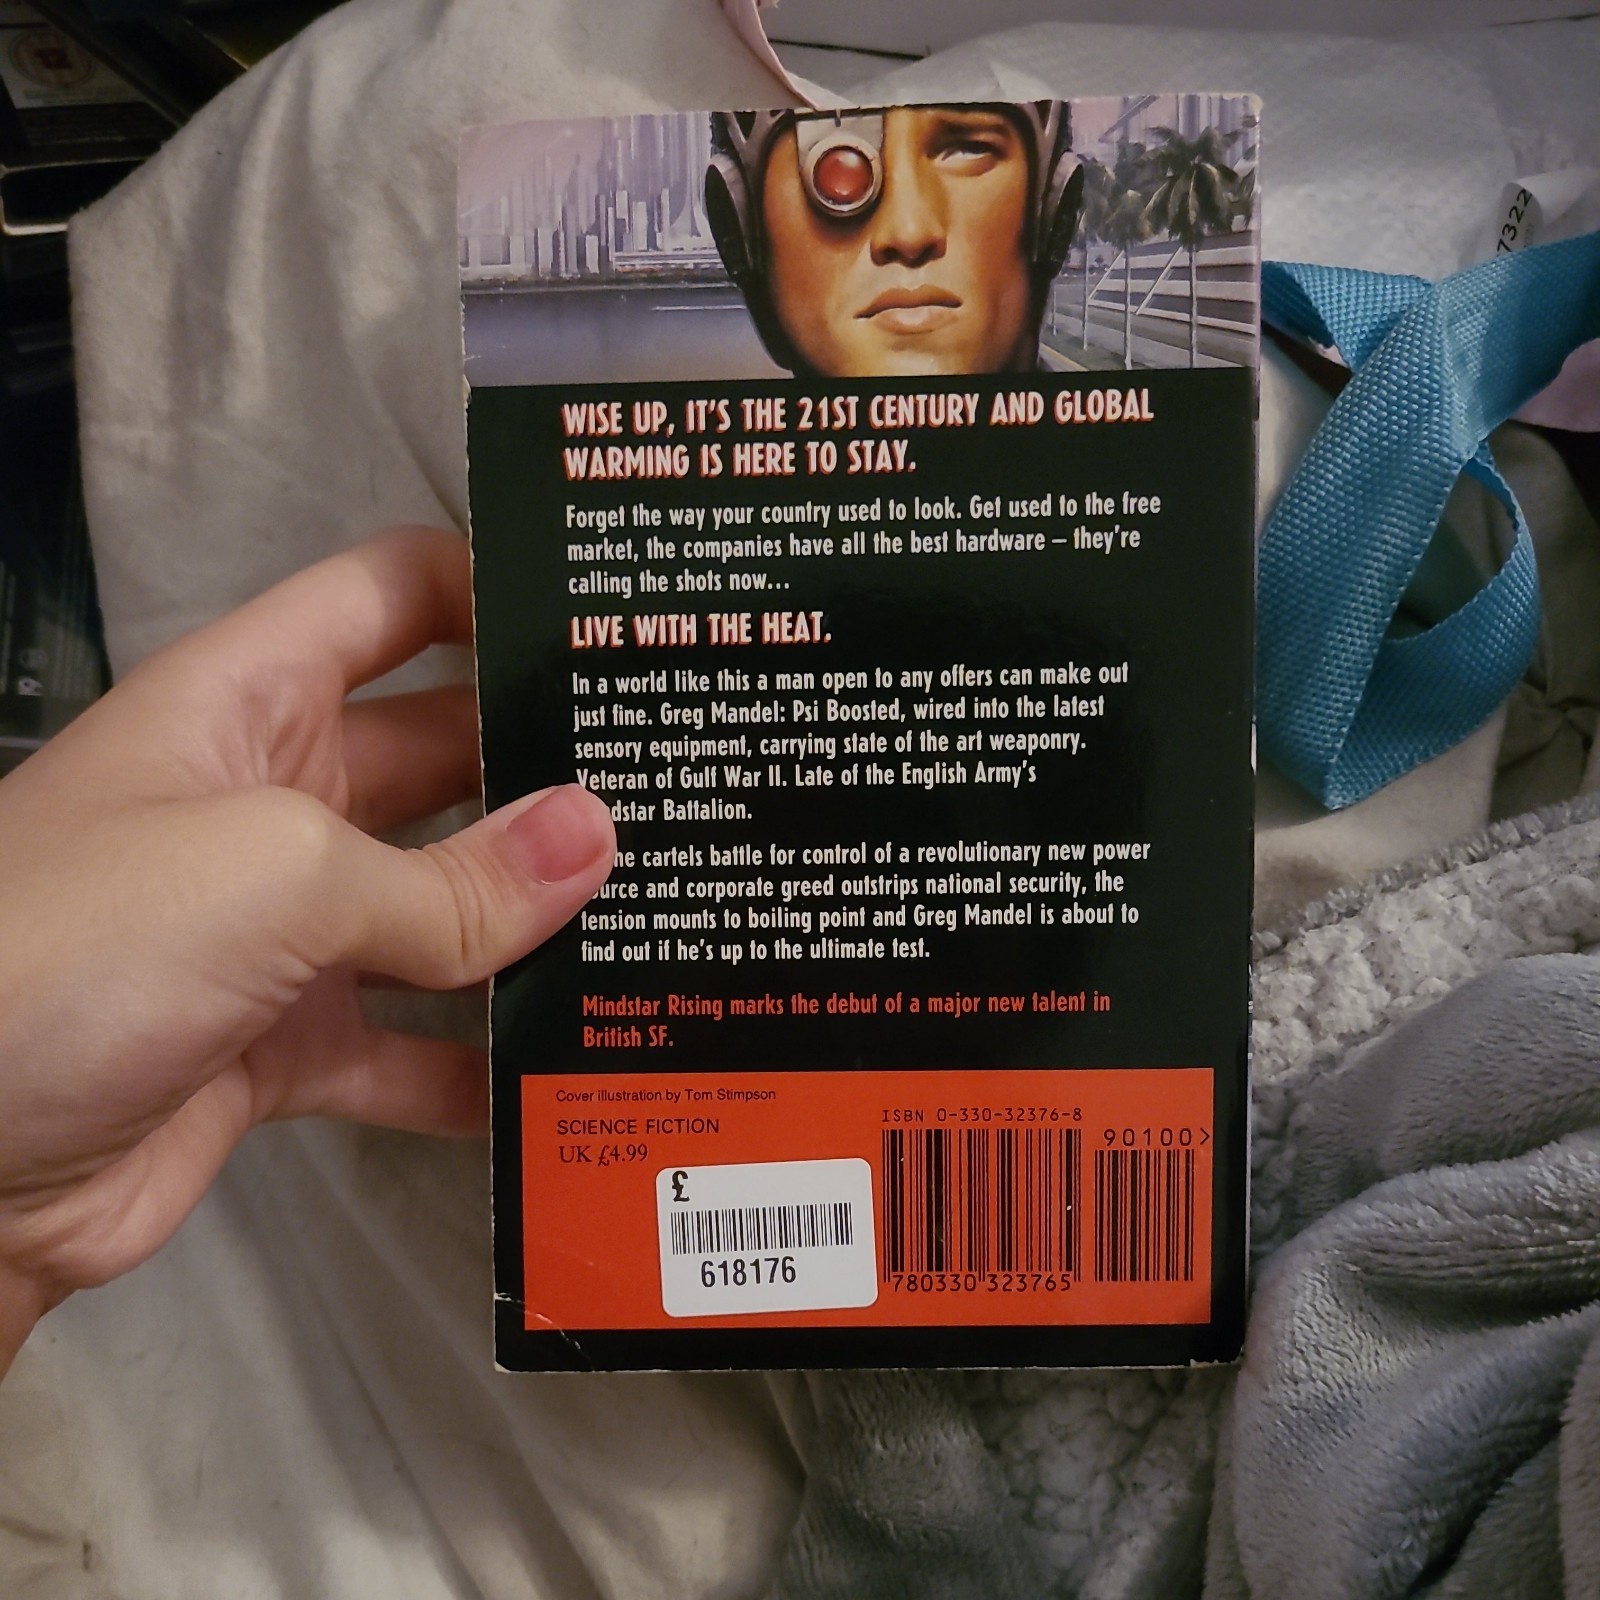 7322
WISE UP, IT'S THE 21ST CENTURY AND GLOBAL
WARMING IS HERE TO STAY.
Forget the way your country used to look. Get used to the free
market, the companies have all the best hardware – they're
calling the shots now...
LIVE WITH THE HEAT.
In a world like this a man open to any offers can make out
just fine. Greg Mandel: Psi Boosted, wired into the latest
sensory equipment, carrying state of the art weaponry.
Veteran of Gulf War II. Late of the English Army's
dstar Battalion.
he cartels battle for control of a revolutionary new power
urce and corporate greed outstrips national security, the
tension mounts to boiling point and Greg Mandel is about to
find out if he's up to the ultimate test.
Mindstar Rising marks the debut of a major new talent in
British SF.
Cover illustration by Tom Stimpson
SCIENCE FICTION
UK £4.99
ISBN 0-330-32376-8
90100>
780330 323765
£
618176